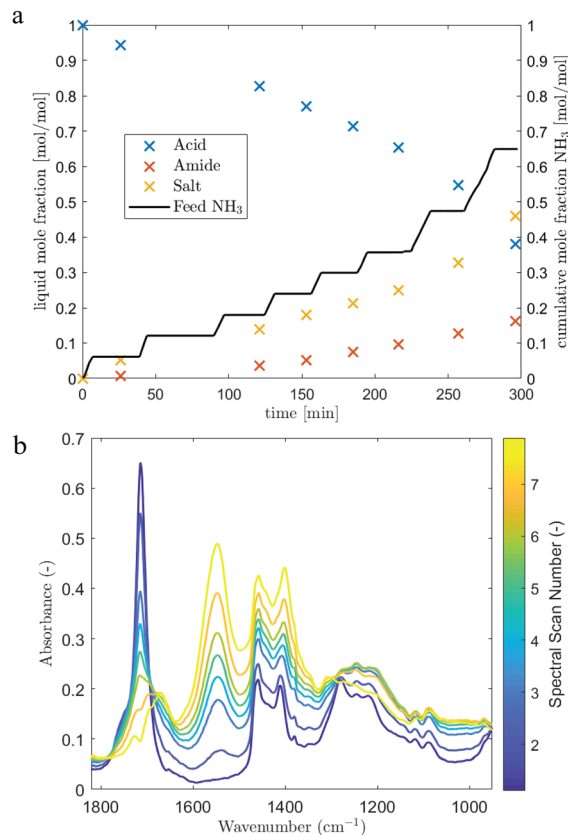 a
liquid mole fraction [mol/mol]
1
0.9
0.8
0.7
0.6
0.5
0.4
0.3
0.2
0.1
0
Acid
Amide
Salt
Feed NH₃
1
0.9
0.8
0.7
0.6
0.5
0.4
0.3
0.2
0.1
0
cumulative mole fraction NH₃ [mol/mol]
0 50 100 150 200 250 300
time [min]
b
Absorbance (-)
0.7
0.6
0.5
0.4
0.3
0.2
0.1
0
1800 1600 1400 1200 1000
Wavenumber (cm⁻¹)
7
6
5
4
3
2
Spectral Scan Number (-)